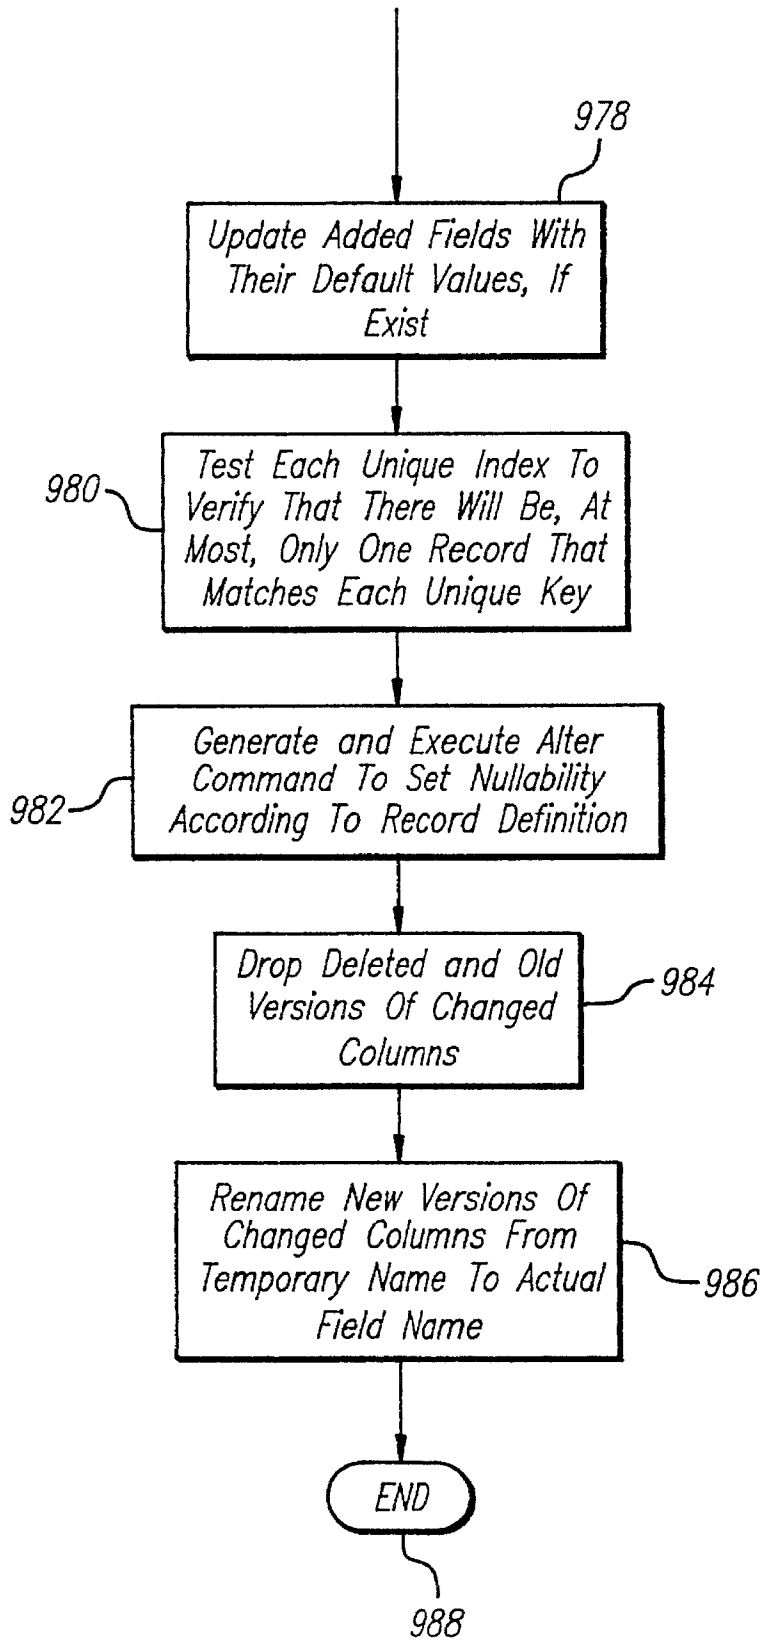 978
Update Added Fields With
Their Default Values, If
Exist
980
Test Each Unique Index To
Verify That There Will Be, At
Most, Only One Record That
Matches Each Unique Key
982
Generate and Execute Alter
Command To Set Nullability
According To Record Definition
984
Drop Deleted and Old
Versions Of Changed
Columns
986
Rename New Versions Of
Changed Columns From
Temporary Name To Actual
Field Name
END
988